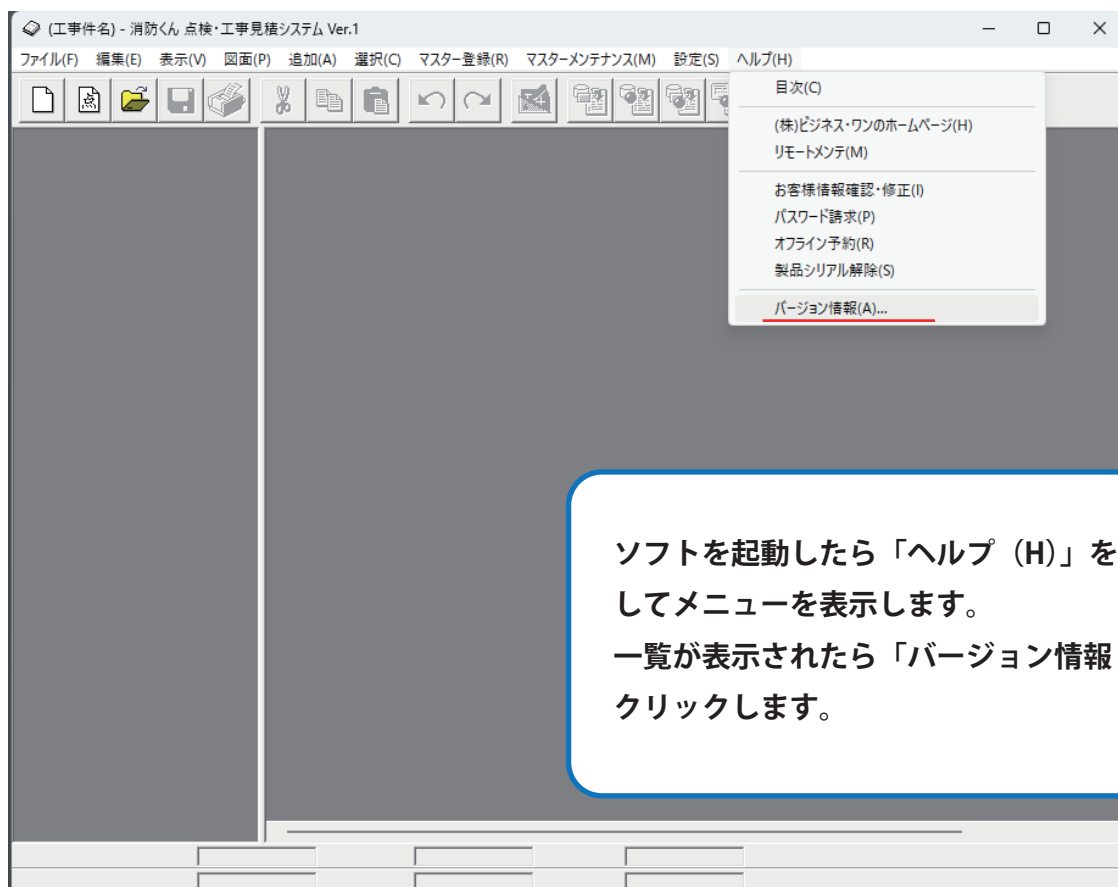 (工事件名) - 消防くん 点検・工事見積システム Ver.1
ファイル(F) 編集(E) 表示(V) 図面(P) 追加(A) 選択(C) マスター登録(R) マスターメンテナンス(M) 設定(S) ヘルプ(H)
点
目次(C)
(株)ビジネス・ワンのホームページ(H)
リモートメンテ(M)
お客様情報確認・修正(I)
パスワード請求(P)
オフライン予約(R)
製品シリアル解除(S)
バージョン情報(A)...
ソフトを起動したら「ヘルプ（H）」を
してメニューを表示します。
一覧が表示されたら「バージョン情報
クリックします。